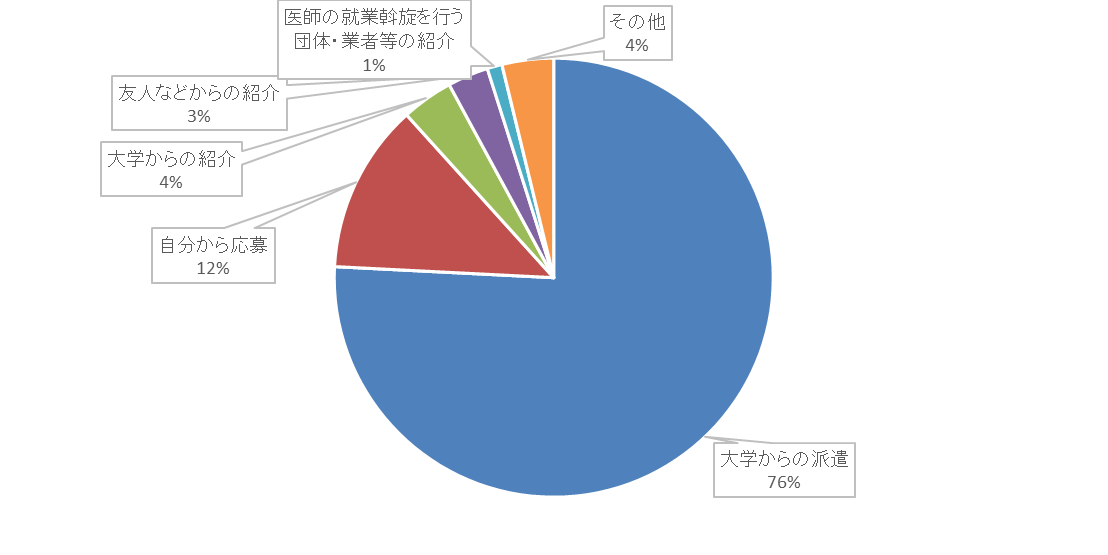 医師の就業斡旋を行う
団体・業者等の紹介
1%
その他
4%
友人などからの紹介
3%
大学からの紹介
4%
自分から応募
12%
大学からの派遣
76%